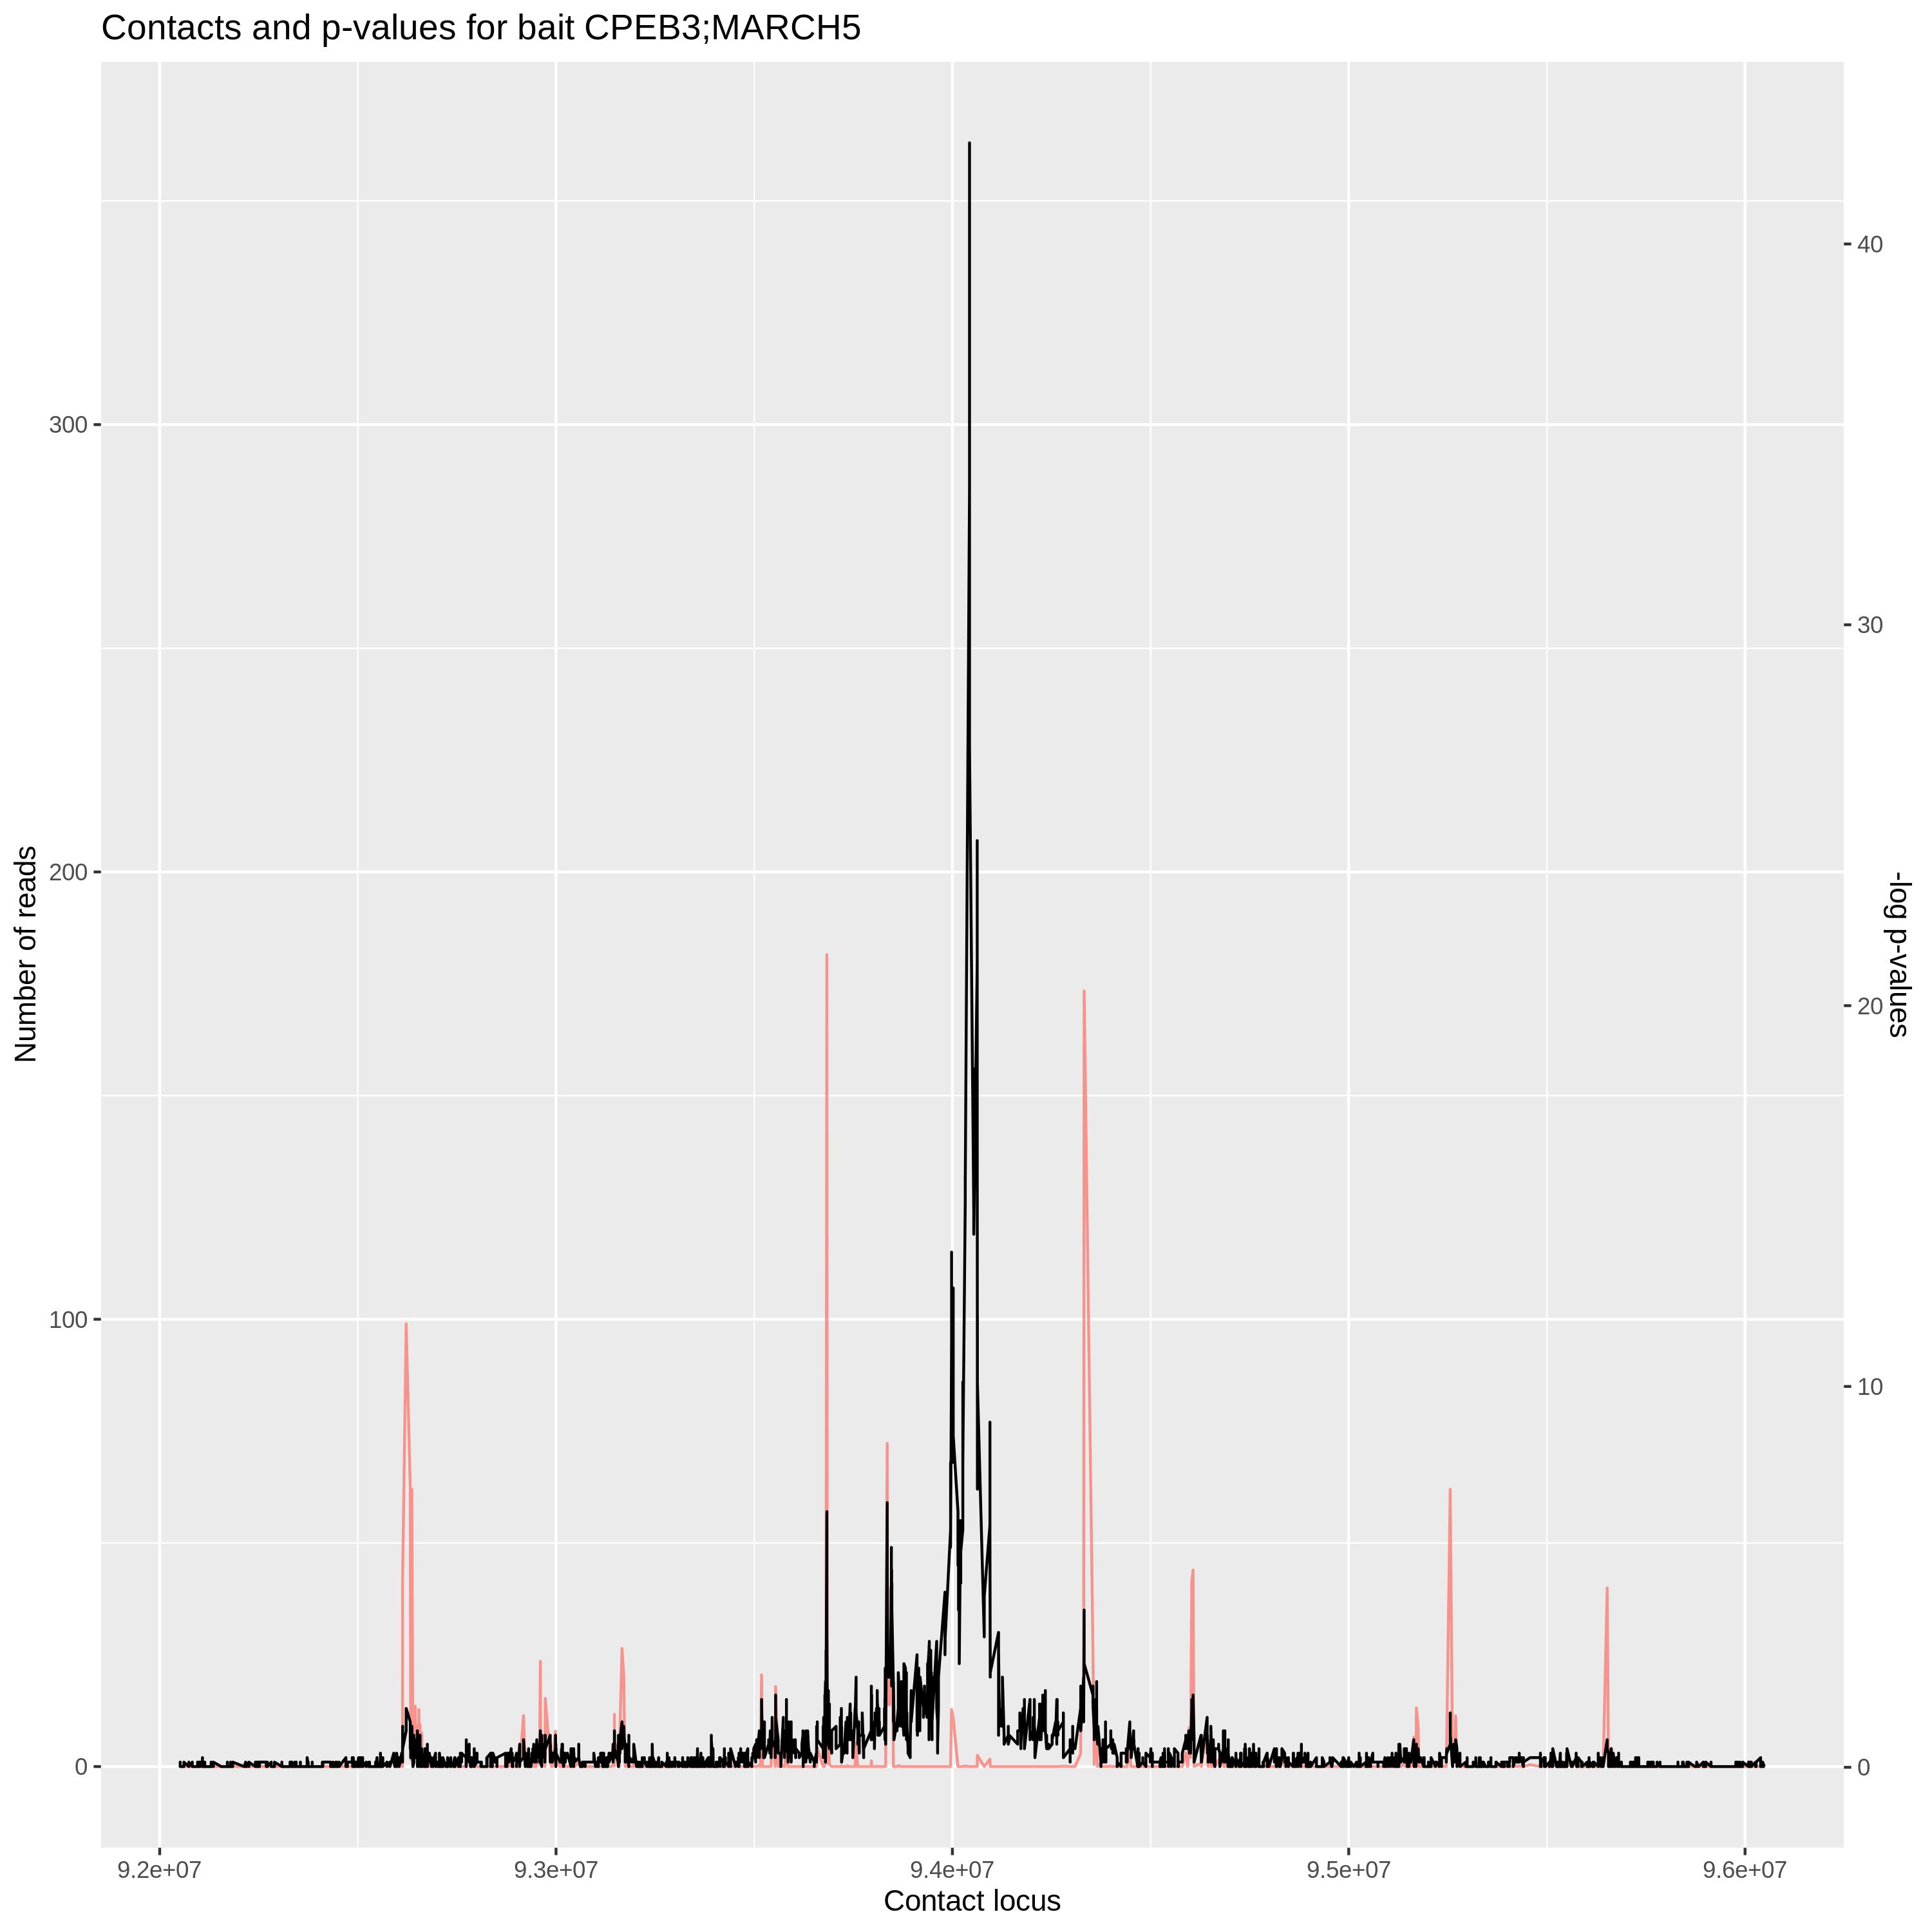 Contacts and p-values for bait CPEB3;MARCH5
Number of reads
300
200
100
0
40
30
20
10
0
-log p-values
9.2e+07
9.3e+07
9.4e+07
9.5e+07
9.6e+07
Contact locus